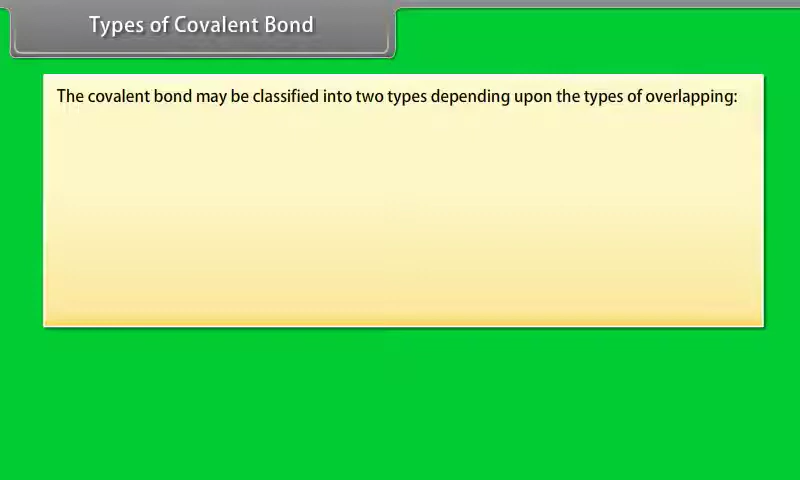 Types of Covalent Bond
The covalent bond may be classified into two types depending upon the types of overlapping: